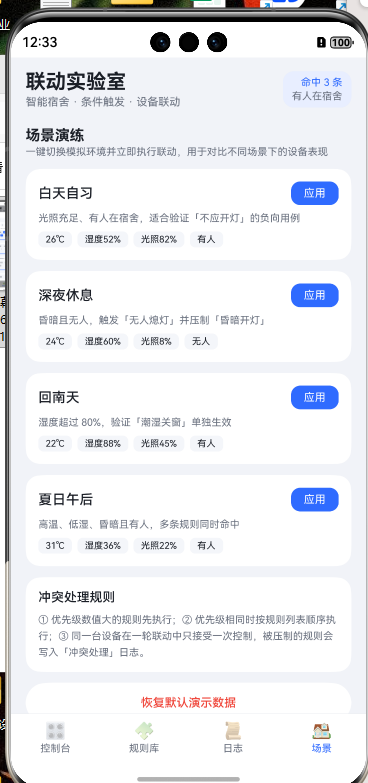 12:33
100
联动实验室
智能宿舍 · 条件触发 · 设备联动
命中 3 条
有人在宿舍
场景演练
一键切换模拟环境并立即执行联动，用于对比不同场景下的设备表现
白天自习
应用
光照充足、有人在宿舍，适合验证「不应开灯」的负向用例
26℃ 湿度52% 光照82% 有人
深夜休息
应用
昏暗且无人，触发「无人熄灯」并压制「昏暗开灯」
24℃ 湿度60% 光照8% 无人
回南天
应用
湿度超过 80%，验证「潮湿关窗」单独生效
22℃ 湿度88% 光照45% 有人
夏日午后
应用
高温、低湿、昏暗且有人，多条规则同时命中
31℃ 湿度36% 光照22% 有人
冲突处理规则
① 优先级数值大的规则先执行；② 优先级相同时按规则列表顺序执
行；③ 同一台设备在一轮联动中只接受一次控制，被压制的规则会
写入「冲突处理」日志。
恢复默认演示数据
控制台 规则库 日志 场景